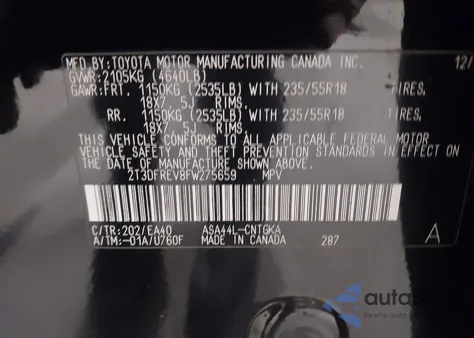 MFD. BY: TOYOTA MOTOR MANUFACTURING CANADA INC. 12/
GVWR: 2105KG (4640LB)
GAWR: FRT. 1150KG (2535LB) WITH 235/55R18 TIRES,
18X7.5J RIMS.
RR. 1150KG (2535LB) WITH 235/55R18 TIRES,
18X7.5J RIMS.
THIS VEHICLE CONFORMS TO ALL APPLICABLE FEDERAL MOTOR
VEHICLE SAFETY AND THEFT PREVENTION STANDARDS IN EFFECT ON
THE DATE OF MANUFACTURE SHOWN ABOVE.
2T3DFREV8FW275659 MPV
C/TR: 202/EA40 ASA44L-CNTGKA
A/TM: -01A/U760F MADE IN CANADA 287 A